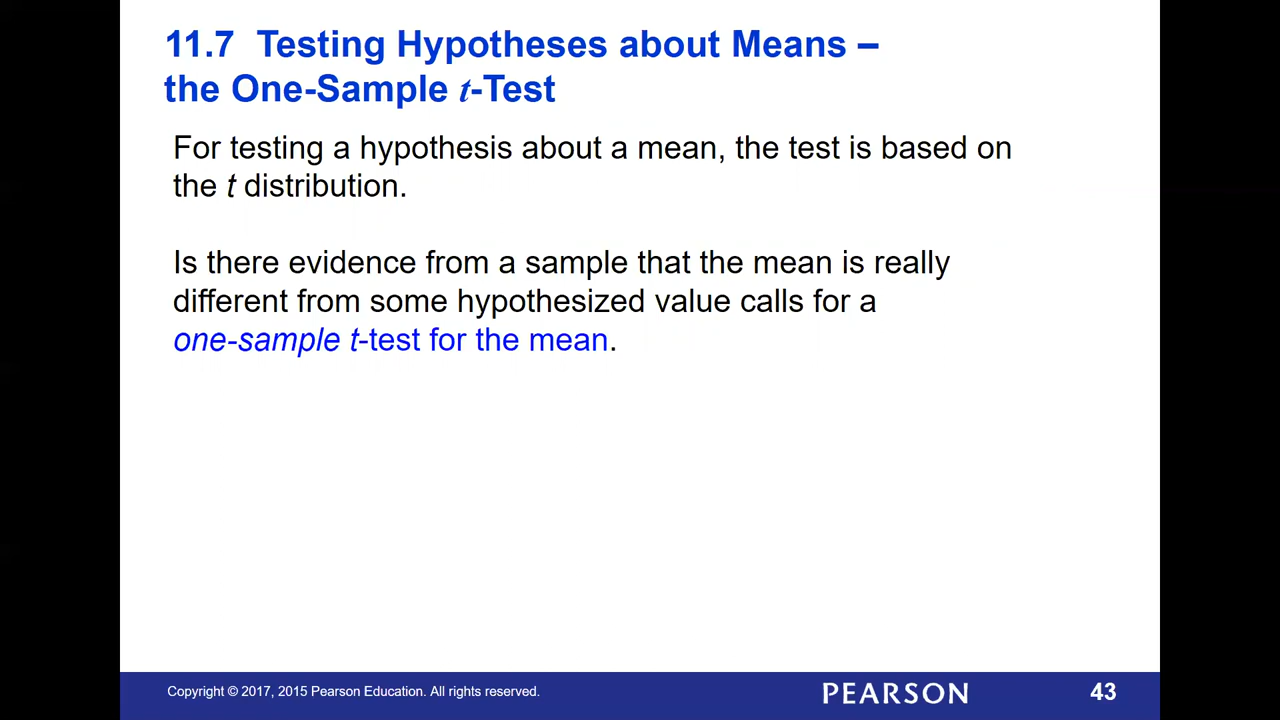 11.7 Testing Hypotheses about Means –
the One-Sample t-Test
For testing a hypothesis about a mean, the test is based on
the t distribution.
Is there evidence from a sample that the mean is really
different from some hypothesized value calls for a
one-sample t-test for the mean.
Copyright © 2017, 2015 Pearson Education. All rights reserved.
PEARSON
43